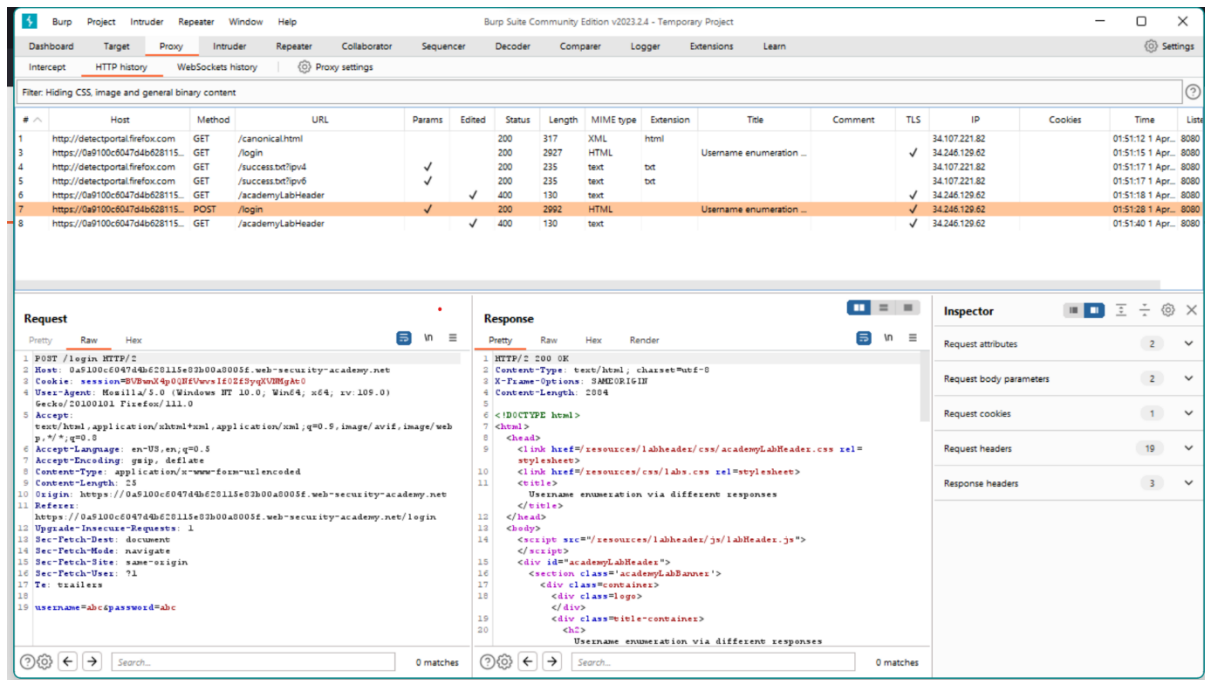 Burp Project Intruder Repeater Window Help Burp Suite Community Edition v2023.2.4 - Temporary Project
Dashboard Target Proxy Intruder Repeater Collaborator Sequencer Decoder Comparer Logger Extensions Learn Settings
Intercept HTTP history WebSockets history Proxy settings
Filter: Hiding CSS, image and general binary content
# Host Method URL Params Edited Status Length MIME type Extension Title Comment TLS IP Cookies Time Liste
1 http://detectportal.firefox.com GET /canonical.html 200 317 XML html 34.107.221.82 01:51:12 1 Apr... 8080
3 https://0a9100c6047d4b628115... GET /login 200 2927 HTML Username enumeration ... ✓ 34.246.129.62 01:51:15 1 Apr... 8080
4 http://detectportal.firefox.com GET /success.txt?ipv4 ✓ 200 235 text txt 34.107.221.82 01:51:17 1 Apr... 8080
5 http://detectportal.firefox.com GET /success.txt?ipv6 ✓ 200 235 text txt 34.107.221.82 01:51:17 1 Apr... 8080
6 https://0a9100c6047d4b628115... GET /academyLabHeader ✓ 400 130 text ✓ 34.246.129.62 01:51:18 1 Apr... 8080
7 https://0a9100c6047d4b628115... POST /login ✓ 200 2992 HTML Username enumeration ... ✓ 34.246.129.62 01:51:28 1 Apr... 8080
8 https://0a9100c6047d4b628115... GET /academyLabHeader ✓ 400 130 text ✓ 34.246.129.62 01:51:40 1 Apr... 8080
Request
Pretty Raw Hex \n
1 POST /login HTTP/2
2 Host: 0a9100c6047d4b628115e83b00a8005f.web-security-academy.net
3 Cookie: session=
4 User-Agent: Mozilla/5.0 (Windows NT 10.0; Win64; x64; rv:109.0)
Gecko/20100101 Firefox/111.0
5 Accept:
text/html,application/xhtml+xml,application/xml;q=0.9,image/avif,image/web
p,*/*;q=0.8
6 Accept-Language: en-US,en;q=0.5
7 Accept-Encoding: gzip, deflate
8 Content-Type: application/x-www-form-urlencoded
9 Content-Length: 25
10 Origin: https://0a9100c6047d4b628115e83b00a8005f.web-security-academy.net
11 Referer:
https://0a9100c6047d4b628115e83b00a8005f.web-security-academy.net/login
12 Upgrade-Insecure-Requests: 1
13 Sec-Fetch-Dest: document
14 Sec-Fetch-Mode: navigate
15 Sec-Fetch-Site: same-origin
16 Sec-Fetch-User: ?1
17 Te: trailers
18
19 username=abc&password=abc
Search... 0 matches
Response
Pretty Raw Hex Render \n
1 HTTP/2 200 OK
2 Content-Type: text/html; charset=utf-8
3 X-Frame-Options: SAMEORIGIN
4 Content-Length: 2884
5
6 <!DOCTYPE html>
7 <html>
8 <head>
9 <link href=/resources/labheader/css/academyLabHeader.css rel=
stylesheet>
10 <link href=/resources/css/labs.css rel=stylesheet>
11 <title>
Username enumeration via different responses
</title>
12 </head>
13 <body>
14 <script src="/resources/labheader/js/labHeader.js">
</script>
15 <div id="academyLabHeader">
16 <section class='academyLabBanner'>
17 <div class=container>
18 <div class=logo>
</div>
19 <div class=title-container>
20 <h2>
Username enumeration via different responses
Search... 0 matches
Inspector
Request attributes 2
Request body parameters 2
Request cookies 1
Request headers 19
Response headers 3